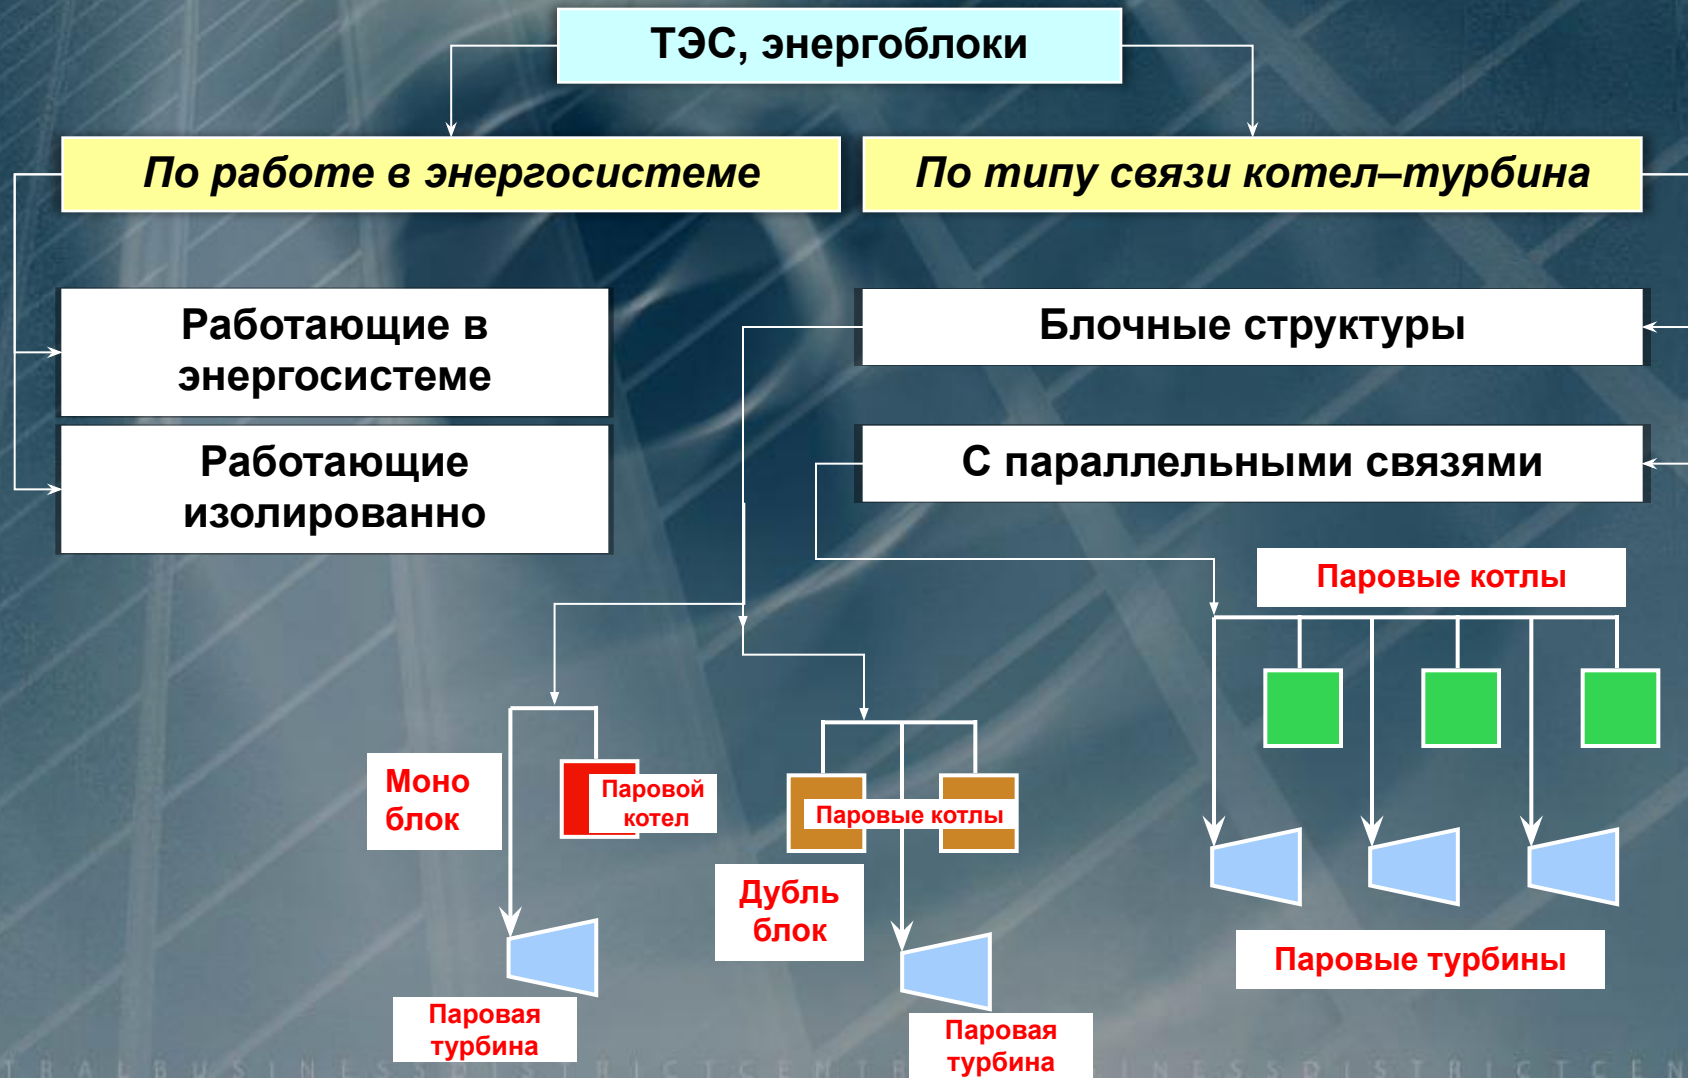 ТЭС, энергоблоки
По работе в энергосистеме
По типу связи котел–турбина
Работающие в
энергосистеме
Блочные структуры
Работающие
изолированно
С параллельными связями
Паровые котлы
Моно
блок
Паровой
котел
Паровые котлы
Дубль
блок
Паровые турбины
Паровая
турбина
Паровая
турбина